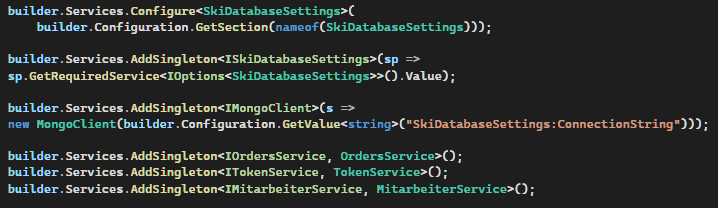 builder.Services.Configure<SkiDatabaseSettings>(
    builder.Configuration.GetSection(nameof(SkiDatabaseSettings)));

builder.Services.AddSingleton<ISkiDatabaseSettings>(sp =>
sp.GetRequiredService<IOptions<SkiDatabaseSettings>>().Value);

builder.Services.AddSingleton<IMongoClient>(s =>
new MongoClient(builder.Configuration.GetValue<string>("SkiDatabaseSettings:ConnectionString")));

builder.Services.AddSingleton<IOrdersService, OrdersService>();
builder.Services.AddSingleton<ITokenService, TokenService>();
builder.Services.AddSingleton<IMitarbeiterService, MitarbeiterService>();